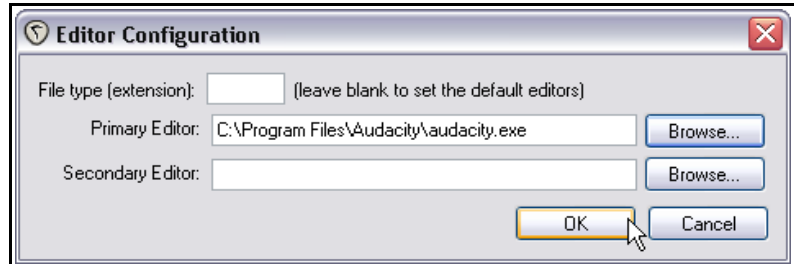 Editor Configuration
File type (extension): (leave blank to set the default editors)
Primary Editor: C:\Program Files\Audacity\audacity.exe Browse...
Secondary Editor: Browse...
OK Cancel